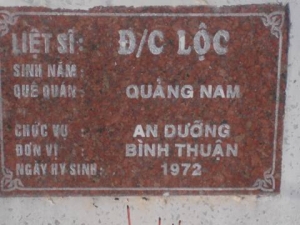 LIỆT SĨ: Đ/C LỘC
SINH NĂM:
QUÊ QUÁN: QUẢNG NAM
CHỨC VỤ: AN DƯỠNG
ĐƠN VỊ: BÌNH THUẬN
NGÀY HY SINH: 1972